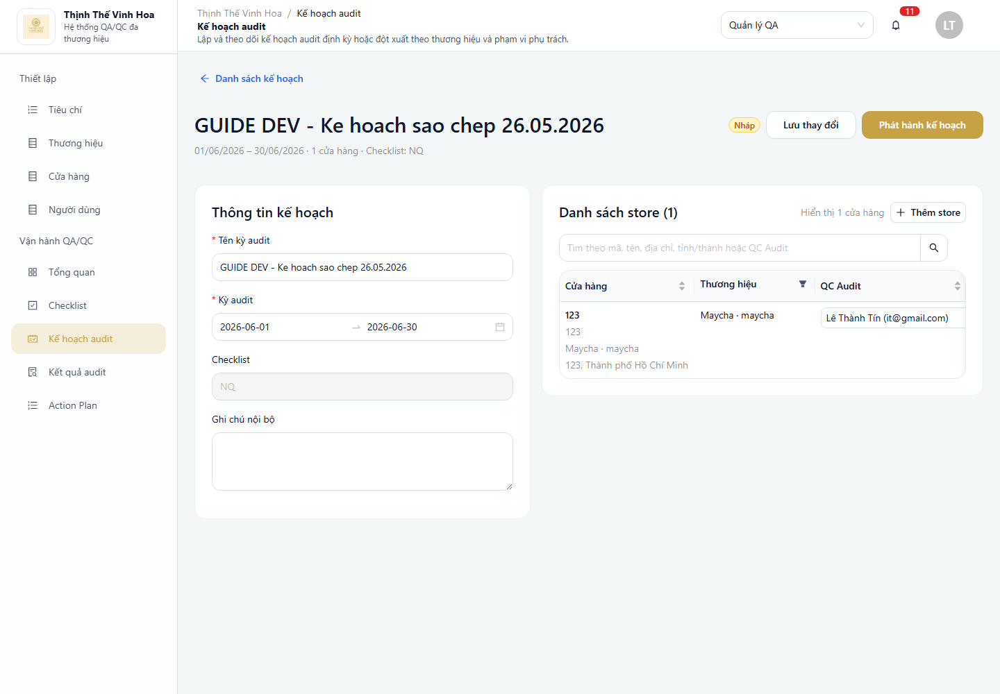 Thịnh Thế Vinh Hoa
Hệ thống QA/QC đa
thương hiệu
Thiết lập
Tiêu chí
Thương hiệu
Cửa hàng
Người dùng
Vận hành QA/QC
Tổng quan
Checklist
Kế hoạch audit
Kết quả audit
Action Plan
Thịnh Thế Vinh Hoa / Kế hoạch audit
Kế hoạch audit
Lập và theo dõi kế hoạch audit định kỳ hoặc đột xuất theo thương hiệu và phạm vi phụ trách.
Quản lý QA
11
LT
Danh sách kế hoạch
GUIDE DEV - Ke hoach sao chep 26.05.2026
Nháp
Lưu thay đổi
Phát hành kế hoạch
01/06/2026 – 30/06/2026 · 1 cửa hàng · Checklist: NQ
Thông tin kế hoạch
* Tên kỳ audit
GUIDE DEV - Ke hoach sao chep 26.05.2026
* Kỳ audit
2026-06-01
2026-06-30
Checklist
NQ
Ghi chú nội bộ
Danh sách store (1)
Hiển thị 1 cửa hàng
Thêm store
Tìm theo mã, tên, địa chỉ, tỉnh/thành hoặc QC Audit
Cửa hàng
Thương hiệu
QC Audit
123
Maycha · maycha
Lê Thành Tín (it@gmail.com)
123
Maycha · maycha
123, Thành phố Hồ Chí Minh